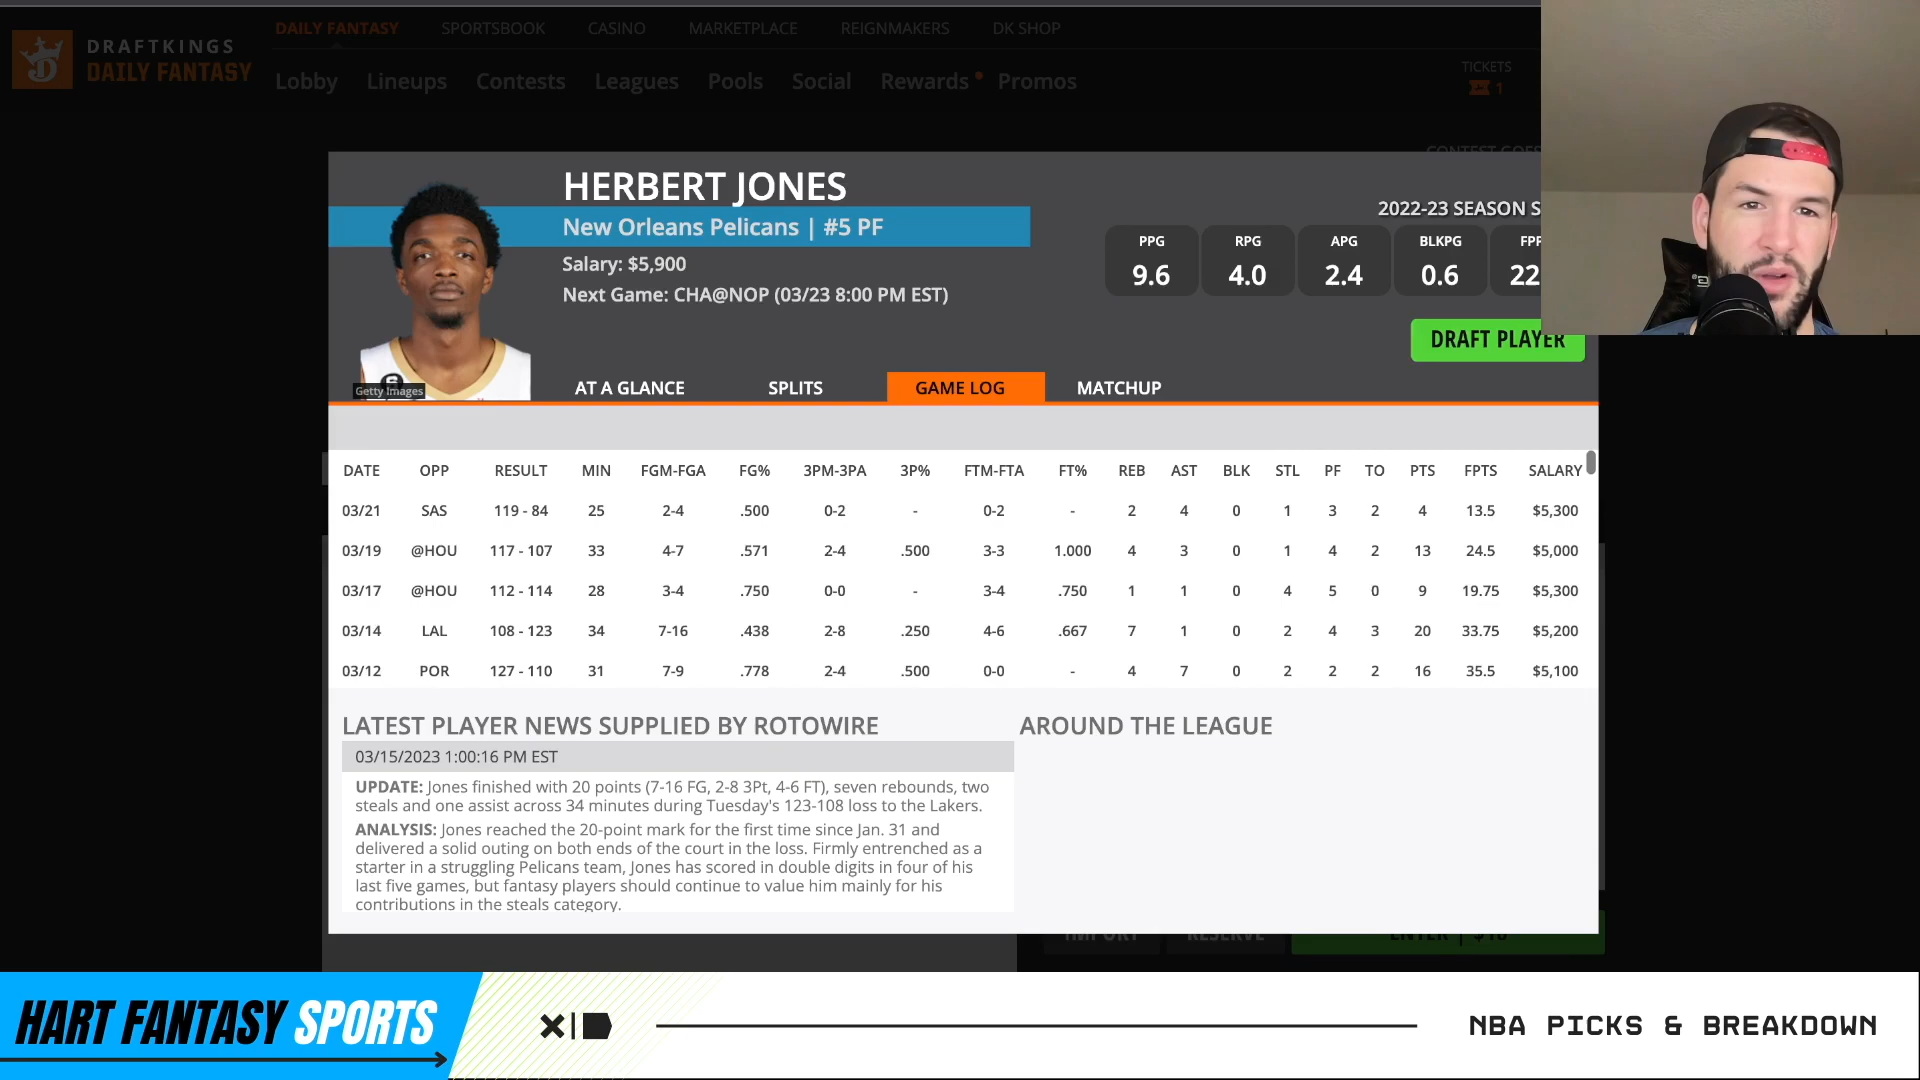 DAILY FANTASY SPORTSBOOK CASINO MARKETPLACE REIGNMAKERS DK SHOP
DRAFTKINGS
DAILY FANTASY
Lobby Lineups Contests Leagues Pools Social Rewards Promos
TICKETS
1
HERBERT JONES
New Orleans Pelicans | #5 PF
Salary: $5,900
Next Game: CHA@NOP (03/23 8:00 PM EST)
2022-23 SEASON S
PPG RPG APG BLKPG FPP
9.6 4.0 2.4 0.6 22
DRAFT PLAYER
Getty Images
AT A GLANCE SPLITS GAME LOG MATCHUP
DATE OPP RESULT MIN FGM-FGA FG% 3PM-3PA 3P% FTM-FTA FT% REB AST BLK STL PF TO PTS FPTS SALARY
03/21 SAS 119 - 84 25 2-4 .500 0-2 - 0-2 - 2 4 0 1 3 2 4 13.5 $5,300
03/19 @HOU 117 - 107 33 4-7 .571 2-4 .500 3-3 1.000 4 3 0 1 4 2 13 24.5 $5,000
03/17 @HOU 112 - 114 28 3-4 .750 0-0 - 3-4 .750 1 1 0 4 5 0 9 19.75 $5,300
03/14 LAL 108 - 123 34 7-16 .438 2-8 .250 4-6 .667 7 1 0 2 4 3 20 33.75 $5,200
03/12 POR 127 - 110 31 7-9 .778 2-4 .500 0-0 - 4 7 0 2 2 2 16 35.5 $5,100
LATEST PLAYER NEWS SUPPLIED BY ROTOWIRE
03/15/2023 1:00:16 PM EST
UPDATE: Jones finished with 20 points (7-16 FG, 2-8 3Pt, 4-6 FT), seven rebounds, two
steals and one assist across 34 minutes during Tuesday's 123-108 loss to the Lakers.
ANALYSIS: Jones reached the 20-point mark for the first time since Jan. 31 and
delivered a solid outing on both ends of the court in the loss. Firmly entrenched as a
starter in a struggling Pelicans team, Jones has scored in double digits in four of his
last five games, but fantasy players should continue to value him mainly for his
contributions in the steals category.
AROUND THE LEAGUE
IMPORT RESERVE ENTER |
HART FANTASY SPORTS
NBA PICKS & BREAKDOWN